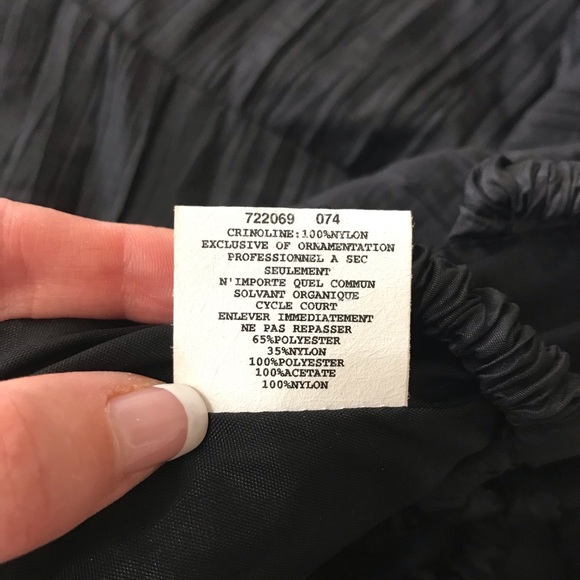 722069 074
CRINOLINE:100%NYLON
EXCLUSIVE OF ORNAMENTATION
PROFESSIONNEL A SEC
SEULEMENT
N'IMPORTE QUEL COMMUN
SOLVANT ORGANIQUE
CYCLE COURT
ENLEVER IMMEDIATEMENT
NE PAS REPASSER
65%POLYESTER
35%NYLON
100%POLYESTER
100%ACETATE
100%NYLON